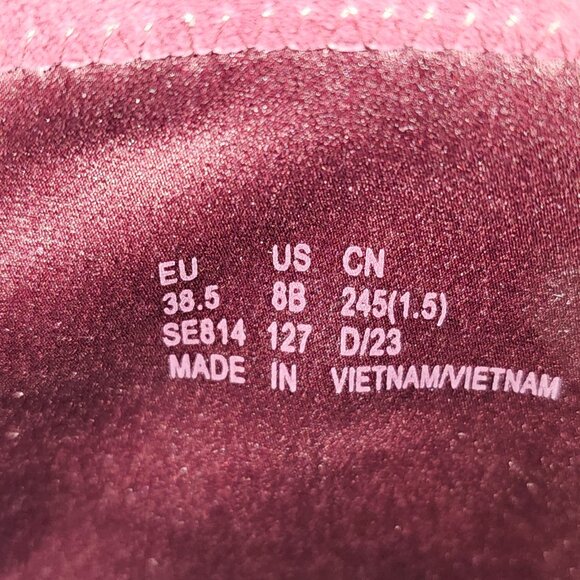 EU US CN
38.5 8B 245(1.5)
SE814 127 D/23
MADE IN VIETNAM/VIETNAM